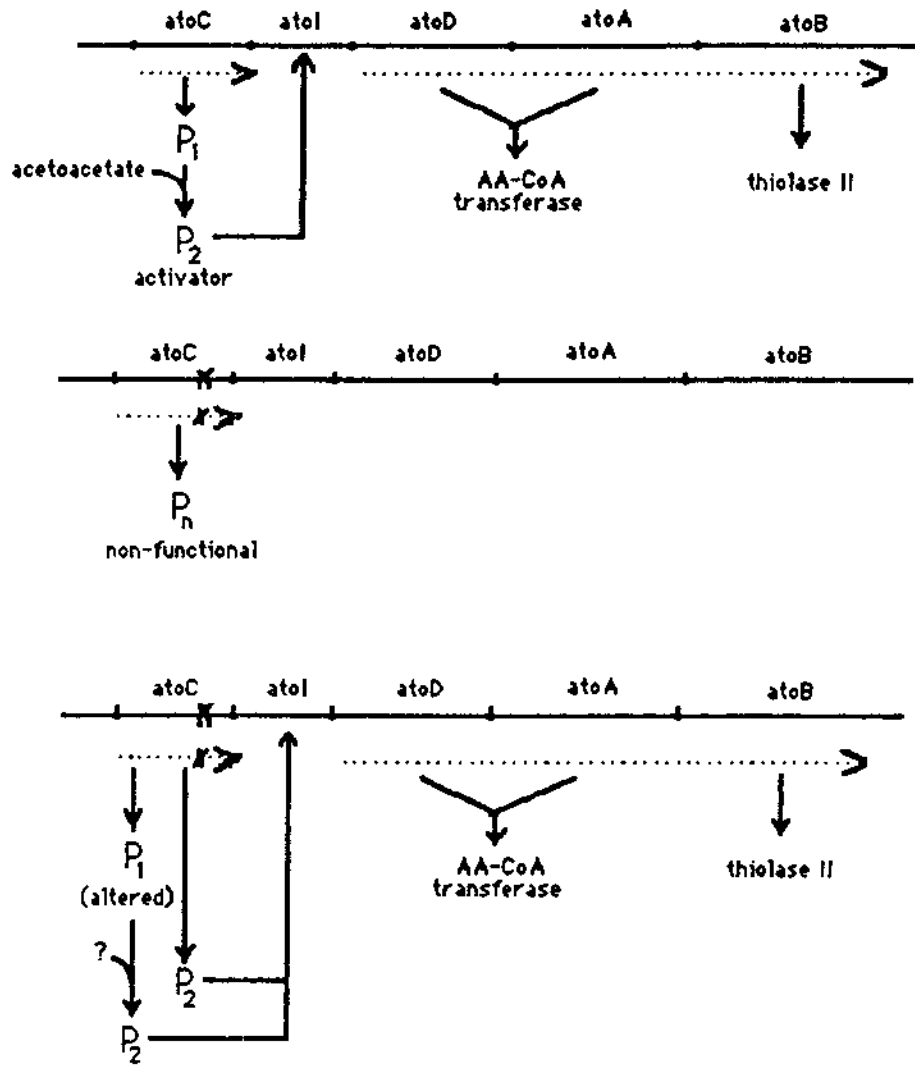 atoC atoI atoD atoA atoB
P1
acetoacetate
AA-CoA
transferase
thiolase II
P2
activator
atoC atoI atoD atoA atoB
Pn
non-functional
atoC atoI atoD atoA atoB
P1
(altered)
AA-CoA
transferase
thiolase II
?
P2
P2